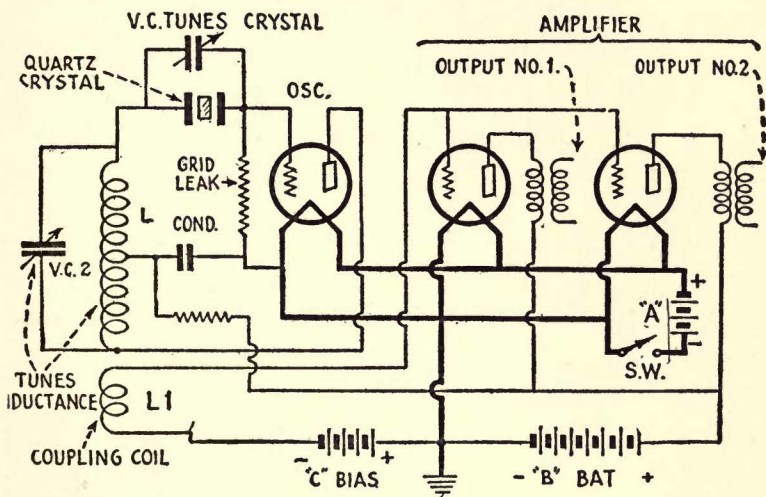 V.C. TUNES CRYSTAL
AMPLIFIER
QUARTZ
CRYSTAL
OSC.
OUTPUT NO.1.
OUTPUT NO.2
GRID
LEAK
L
COND.
V.C.2
+
"A"
-
S.W.
TUNES
IDUCTANCE
L1
COUPLING COIL
- "C" BIAS +
- "B" BAT +